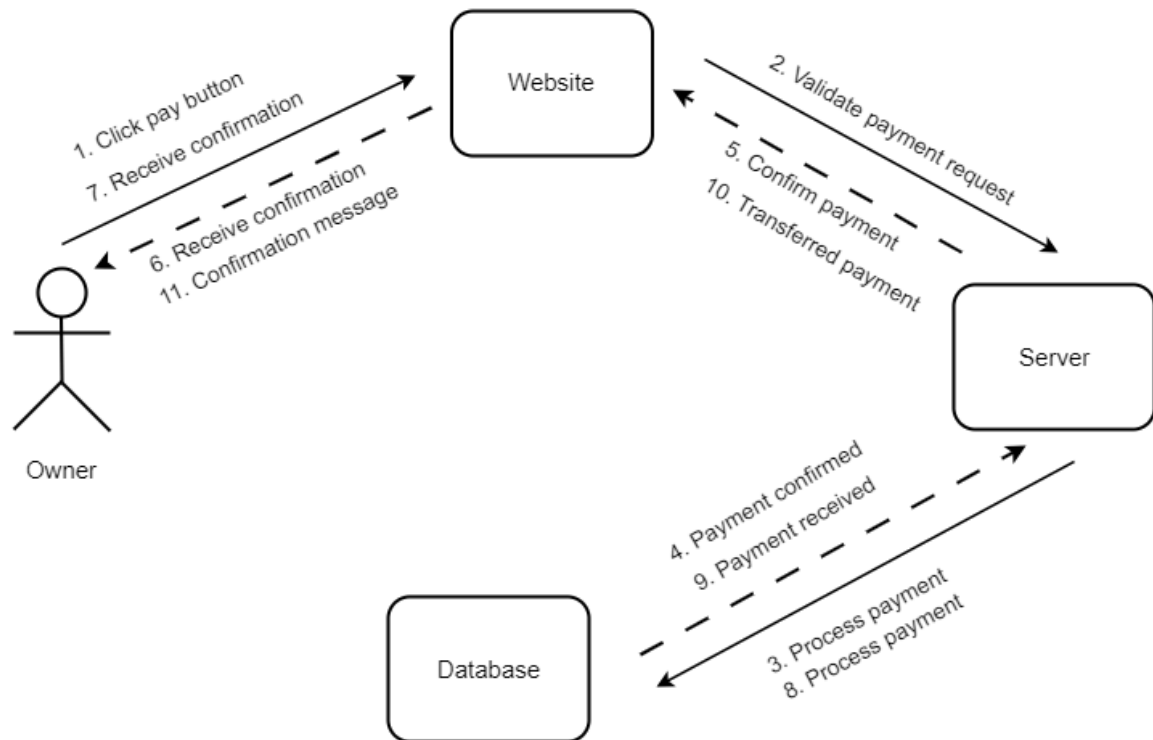 Website
1. Click pay button
7. Receive confirmation
2. Validate payment request
5. Confirm payment
10. Transferred payment
6. Receive confirmation
11. Confirmation message
Server
Owner
4. Payment confirmed
9. Payment received
3. Process payment
8. Process payment
Database